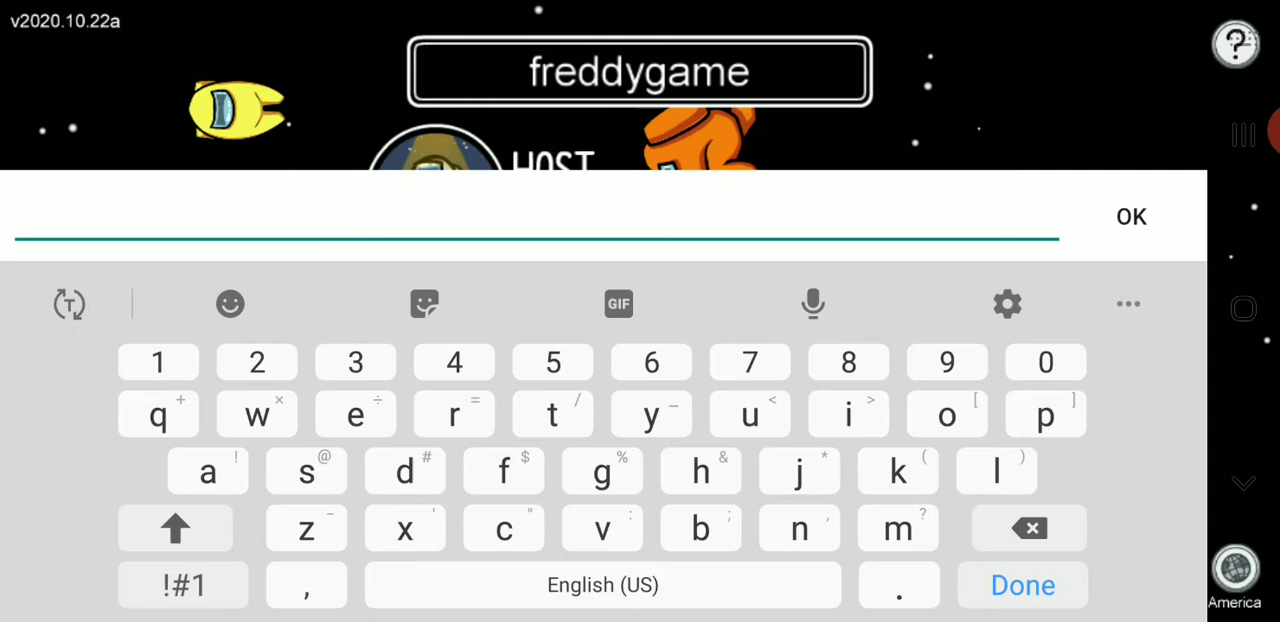 v2020.10.22a
freddygame
?
HOST
OK
T GIF ...
1 2 3 4 5 6 7 8 9 0
q + w × e ÷ r = t / y _ u < i > o [ p ]
a ! s @ d # f $ g % h & j * k ( l )
z - x ' c " v : b ; n , m ?
!#1 , English (US) . Done
America